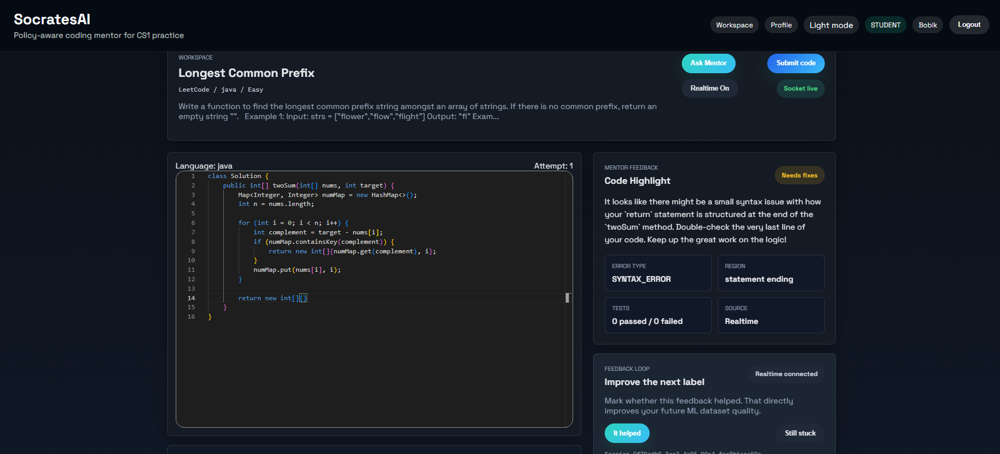 SocratesAI
Policy-aware coding mentor for CS1 practice
Workspace
Profile
Light mode
STUDENT
Bobik
Logout
WORKSPACE
Longest Common Prefix
LeetCode / java / Easy
Write a function to find the longest common prefix string amongst an array of strings. If there is no common prefix, return an
empty string "".   Example 1: Input: strs = ["flower","flow","flight"] Output: "fl" Exam...
Ask Mentor
Submit code
Realtime On
Socket live
Language: java
Attempt: 1
1 class Solution {
2     public int[] twoSum(int[] nums, int target) {
3         Map<Integer, Integer> numMap = new HashMap<>();
4         int n = nums.length;
5
6         for (int i = 0; i < n; i++) {
7             int complement = target - nums[i];
8             if (numMap.containsKey(complement)) {
9                 return new int[]{numMap.get(complement), i};
10             }
11             numMap.put(nums[i], i);
12         }
13
14         return new int[]{}
15     }
16 }
MENTOR FEEDBACK
Code Highlight
Needs fixes
It looks like there might be a small syntax issue with how
your `return` statement is structured at the end of the
`twoSum` method. Double-check the very last line of
your code. Keep up the great work on the logic!
ERROR TYPE
SYNTAX_ERROR
REGION
statement ending
TESTS
0 passed / 0 failed
SOURCE
Realtime
FEEDBACK LOOP
Improve the next label
Realtime connected
Mark whether this feedback helped. That directly
improves your future ML dataset quality.
It helped
Still stuck